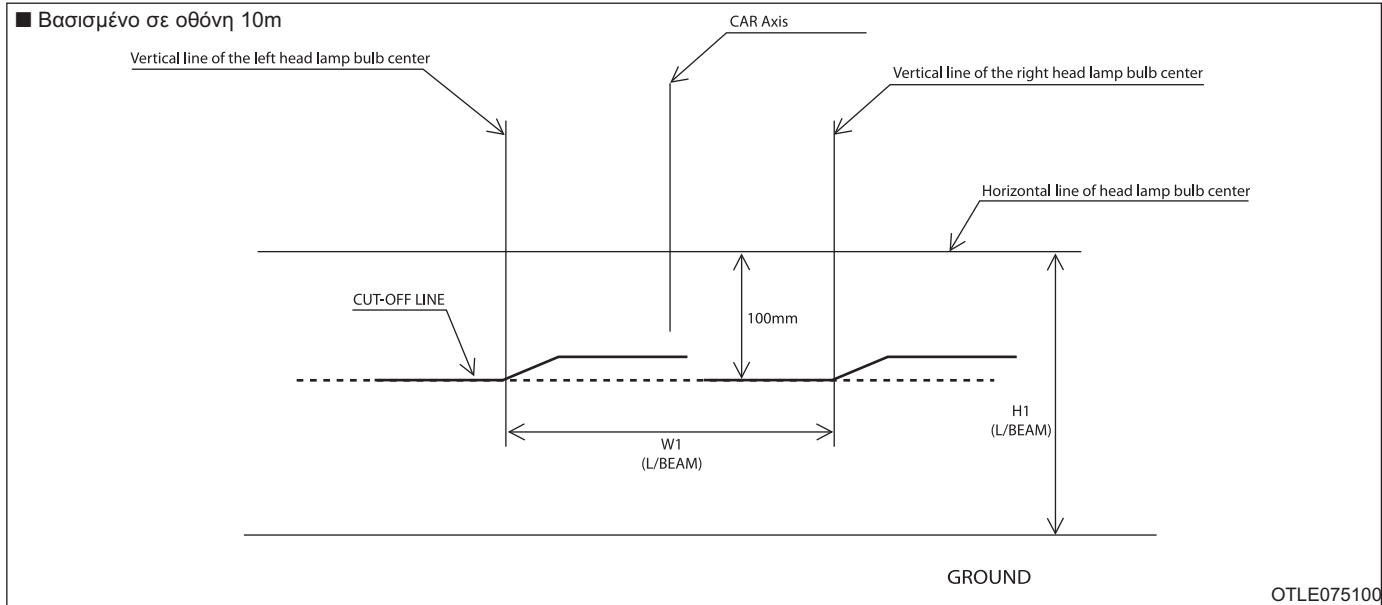 ■ Βασισμένο σε οθόνη 10m
CAR Axis
Vertical line of the left head lamp bulb center
Vertical line of the right head lamp bulb center
Horizontal line of head lamp bulb center
CUT-OFF LINE
100mm
H1
(L/BEAM)
W1
(L/BEAM)
GROUND
OTLE075100